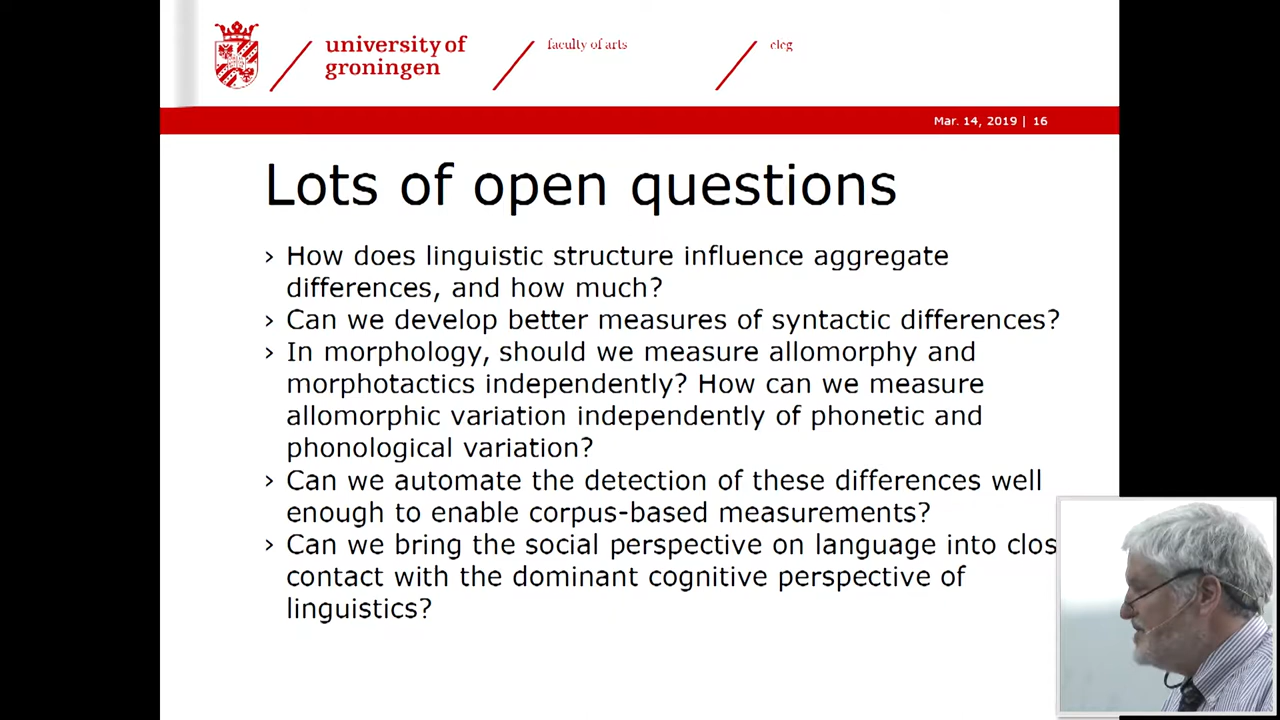 university of
groningen
faculty of arts
clcg
Mar. 14, 2019 | 16
Lots of open questions
› How does linguistic structure influence aggregate
differences, and how much?
› Can we develop better measures of syntactic differences?
› In morphology, should we measure allomorphy and
morphotactics independently? How can we measure
allomorphic variation independently of phonetic and
phonological variation?
› Can we automate the detection of these differences well
enough to enable corpus-based measurements?
› Can we bring the social perspective on language into clos
contact with the dominant cognitive perspective of
linguistics?